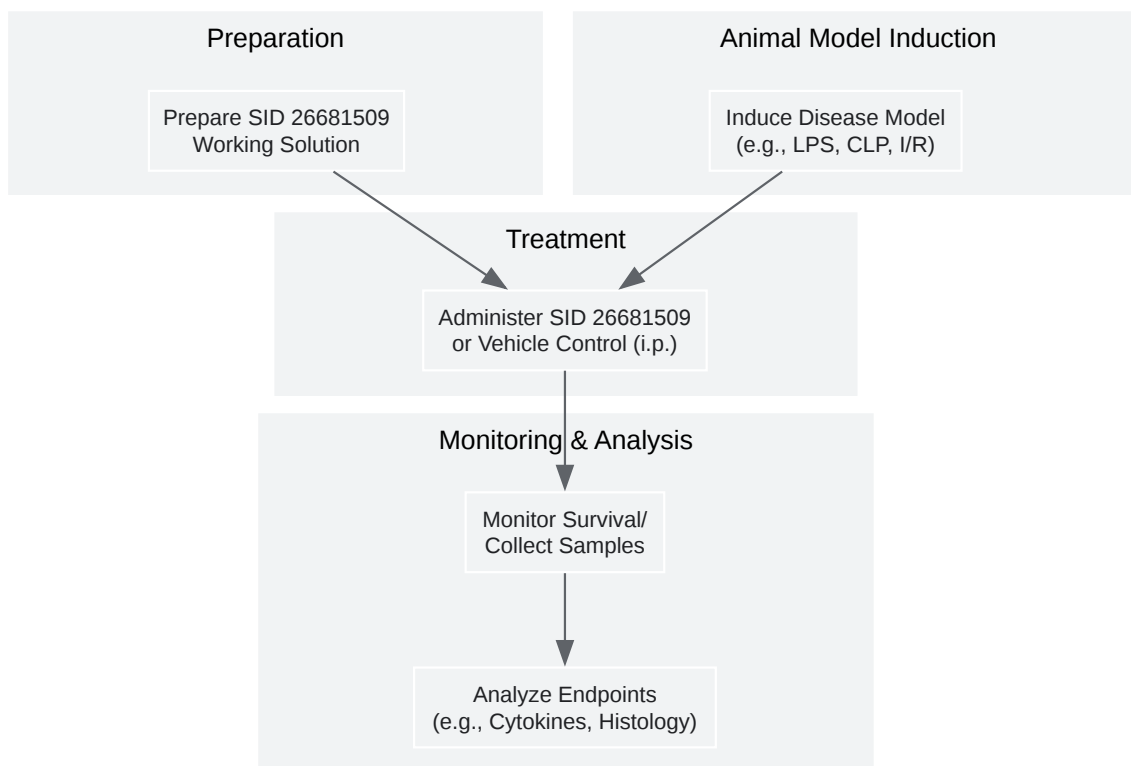 Preparation
Animal Model Induction
Prepare SID 26681509
Working Solution
Induce Disease Model
(e.g., LPS, CLP, I/R)
Treatment
Administer SID 26681509
or Vehicle Control (i.p.)
Monitoring & Analysis
Monitor Survival/
Collect Samples
Analyze Endpoints
(e.g., Cytokines, Histology)